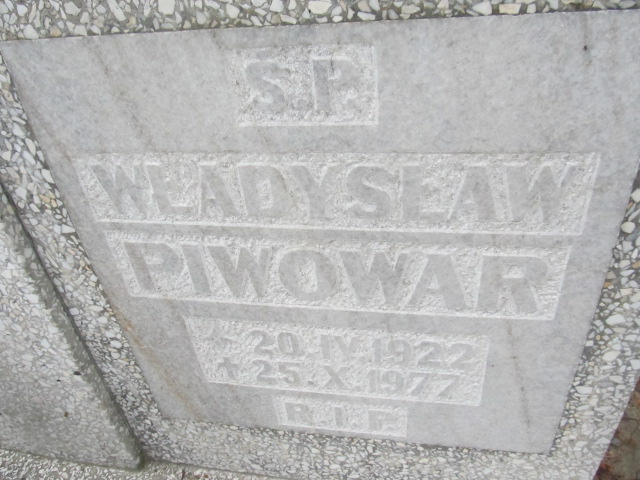 Ś.P.
WŁADYSŁAW
PIWOWAR
* 20.IV.1922
✝ 25.X.1977
R.I.P.